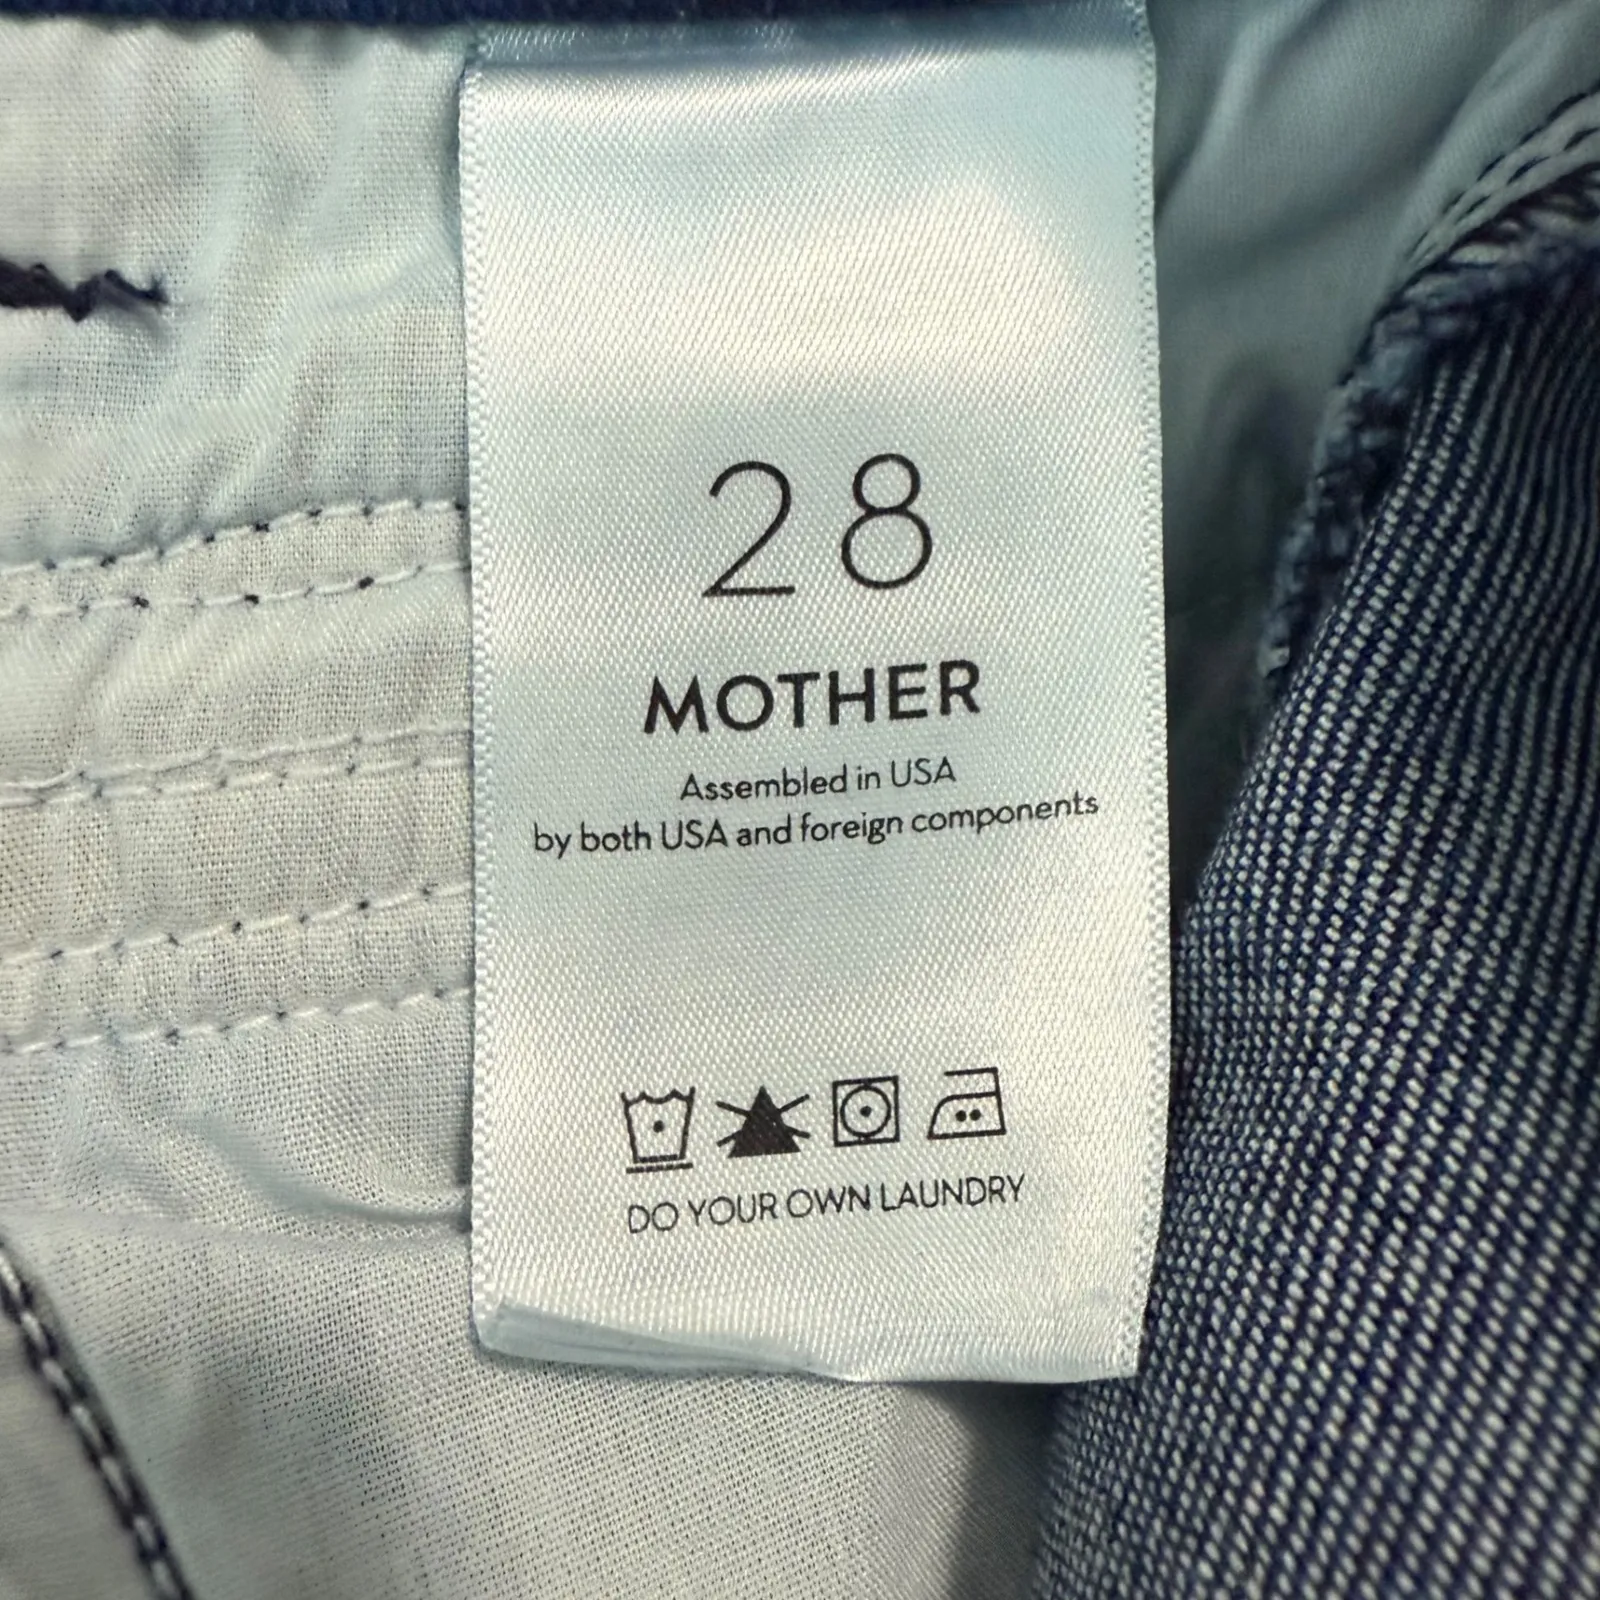 28
MOTHER
Assembled in USA
by both USA and foreign components
DO YOUR OWN LAUNDRY